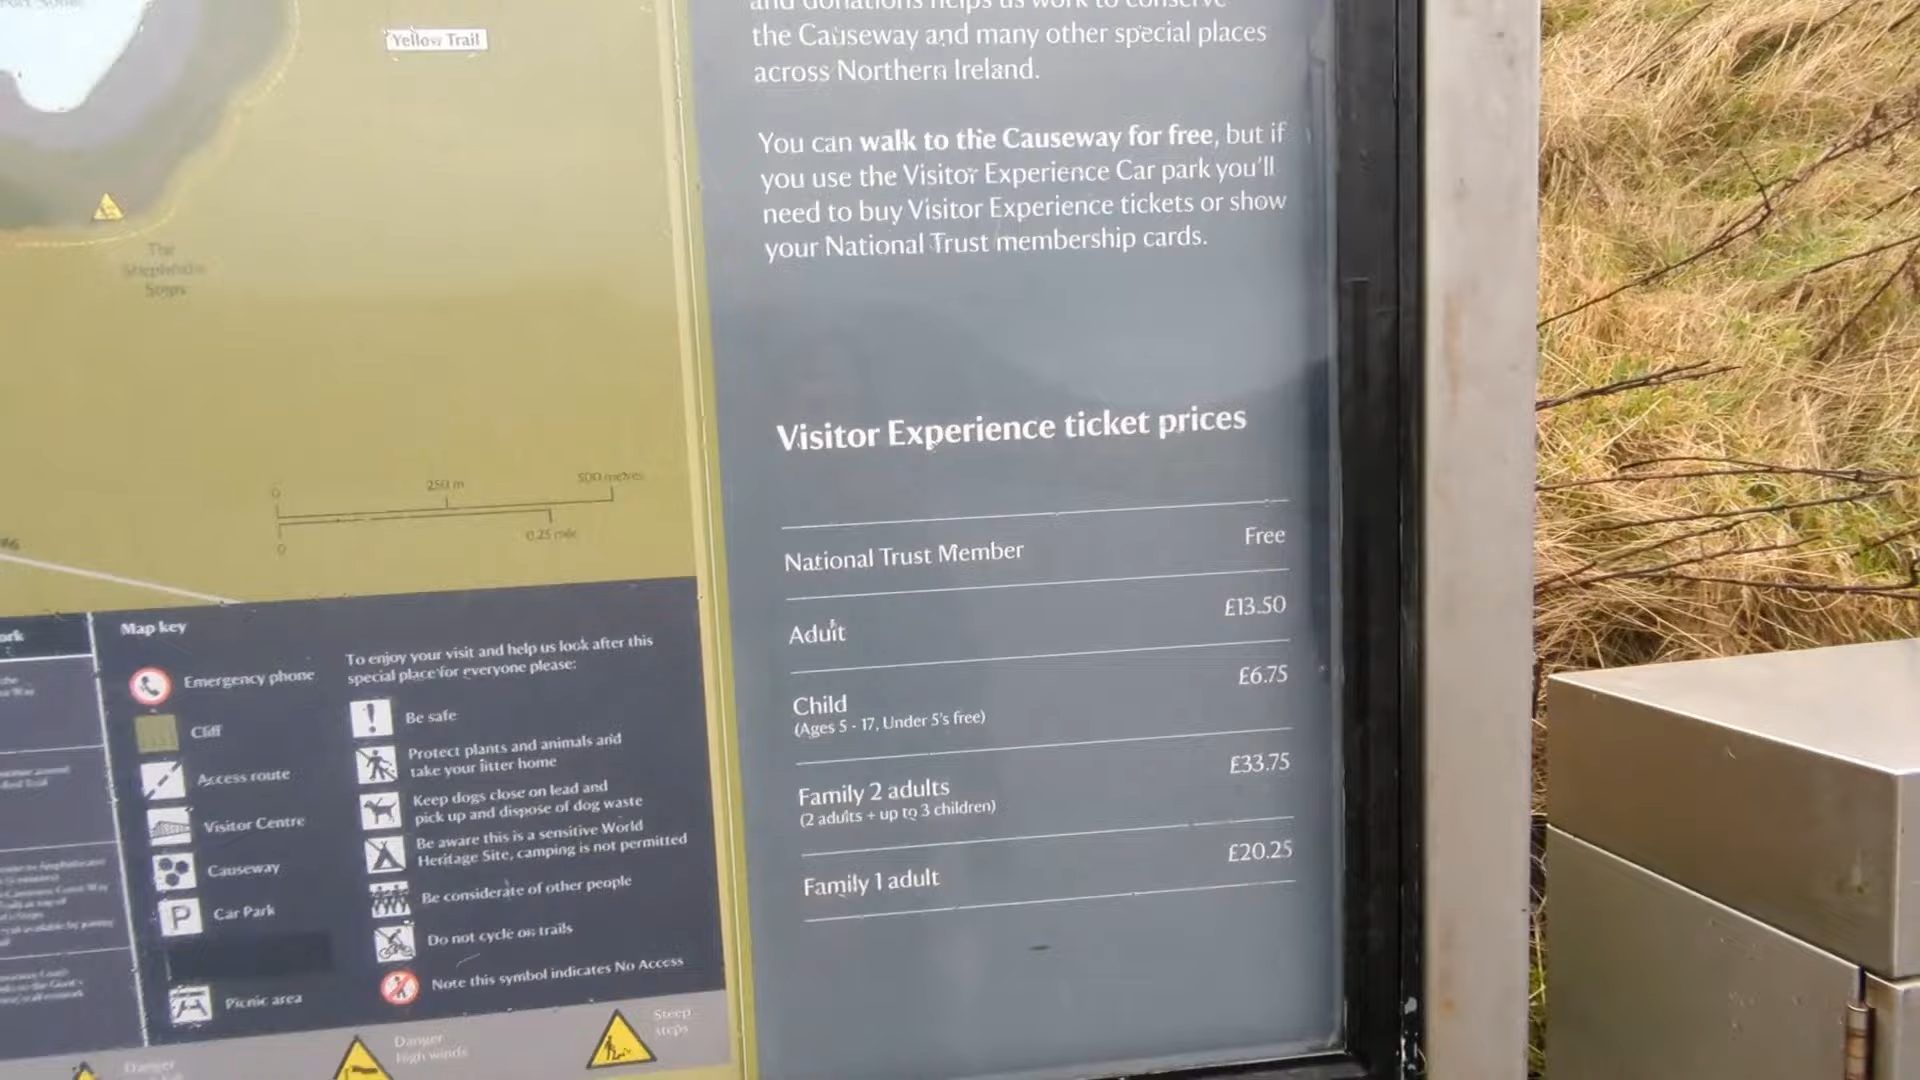 Yellow Trail
The
Steps
0
250 m
500 metres
0
0.25 mile
and donations helps us work to conserve
the Causeway and many other special places
across Northern Ireland.
You can walk to the Causeway for free, but if
you use the Visitor Experience Car park you'll
need to buy Visitor Experience tickets or show
your National Trust membership cards.
Visitor Experience ticket prices
National Trust Member Free
Adult £13.50
Child £6.75
(Ages 5 - 17, Under 5's free)
Family 2 adults £33.75
(2 adults + up to 3 children)
Family 1 adult £20.25
Map key
Emergency phone
Cliff
Access route
Visitor Centre
Causeway
P Car Park
Picnic area
To enjoy your visit and help us look after this
special place for everyone please:
Be safe
Protect plants and animals and
take your litter home
Keep dogs close on lead and
pick up and dispose of dog waste
Be aware this is a sensitive World
Heritage Site, camping is not permitted
Be considerate of other people
Do not cycle on trails
Note this symbol indicates No Access
Danger
Danger
high winds
Steep
steps